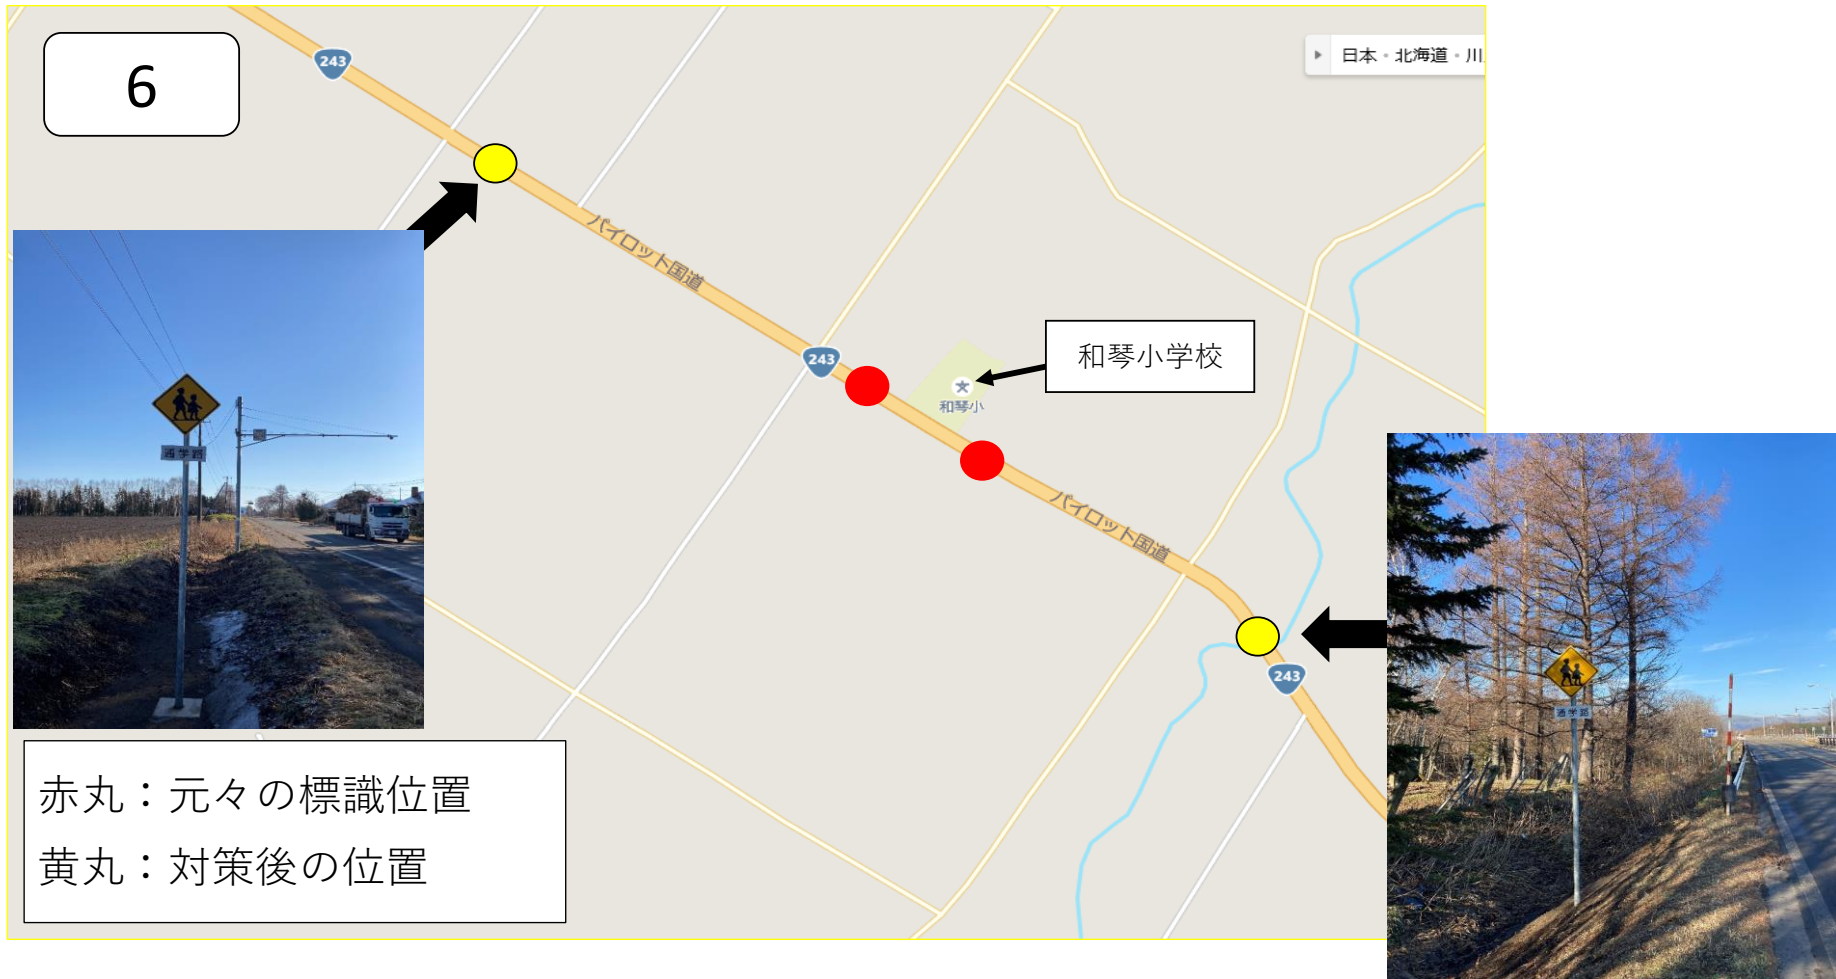 6
243
日本・北海道・川
パイロット国道
243
和琴小学校
和琴小
通学路
パイロット国道
243
通学路
赤丸：元々の標識位置
黄丸：対策後の位置